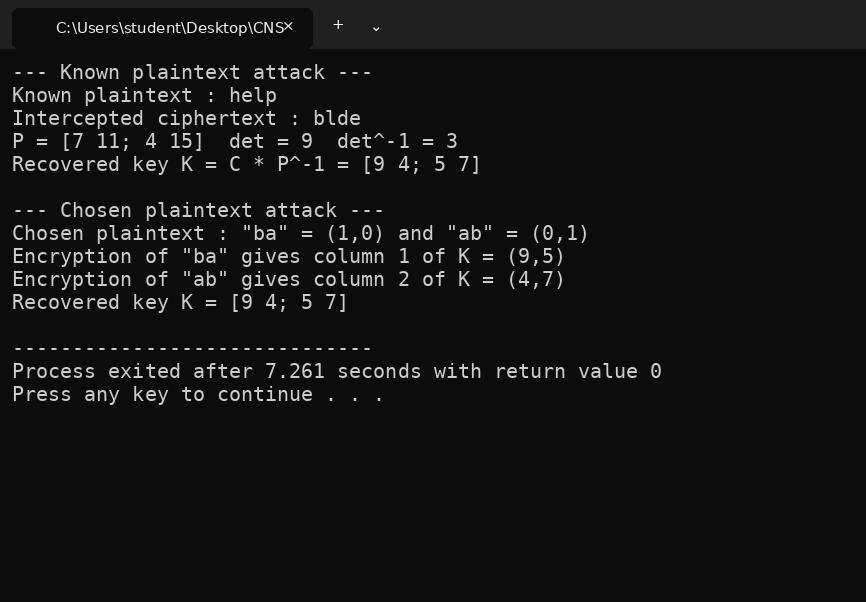 C:\Users\student\Desktop\CNS
--- Known plaintext attack ---
Known plaintext : help
Intercepted ciphertext : blde
P = [7 11; 4 15]  det = 9  det^-1 = 3
Recovered key K = C * P^-1 = [9 4; 5 7]
--- Chosen plaintext attack ---
Chosen plaintext : "ba" = (1,0) and "ab" = (0,1)
Encryption of "ba" gives column 1 of K = (9,5)
Encryption of "ab" gives column 2 of K = (4,7)
Recovered key K = [9 4; 5 7]
------------------------------
Process exited after 7.261 seconds with return value 0
Press any key to continue . . .